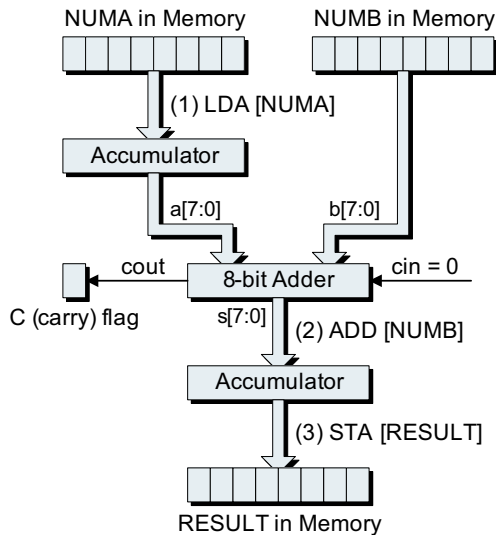 NUMA in Memory
NUMB in Memory
(1) LDA [NUMA]
Accumulator
a[7:0]
b[7:0]
cout
8-bit Adder
cin = 0
C (carry) flag
s[7:0]
(2) ADD [NUMB]
Accumulator
(3) STA [RESULT]
RESULT in Memory